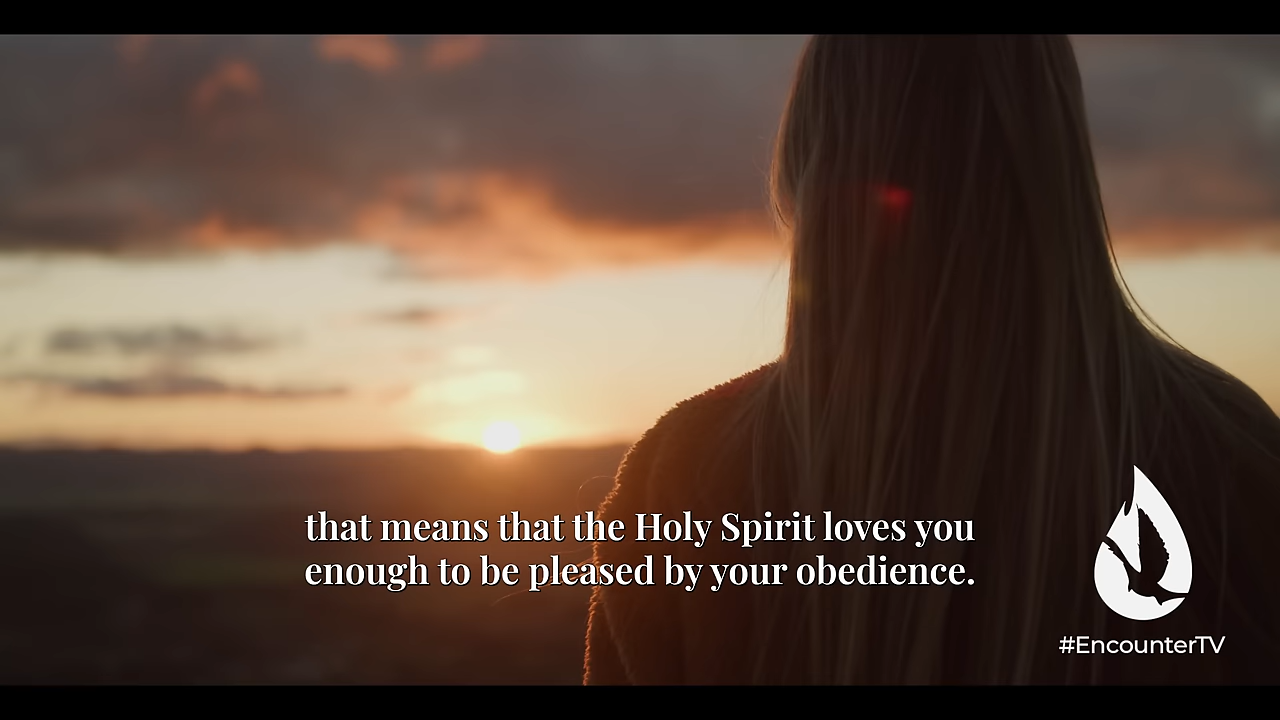 that means that the Holy Spirit loves you
enough to be pleased by your obedience.
#EncounterTV